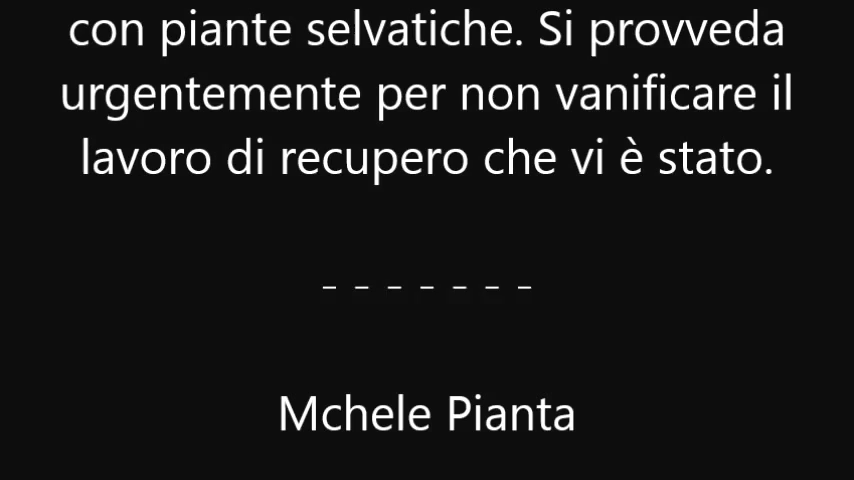 con piante selvatiche. Si provveda
urgentemente per non vanificare il
lavoro di recupero che vi è stato.
- - - - - - -
Mchele Pianta